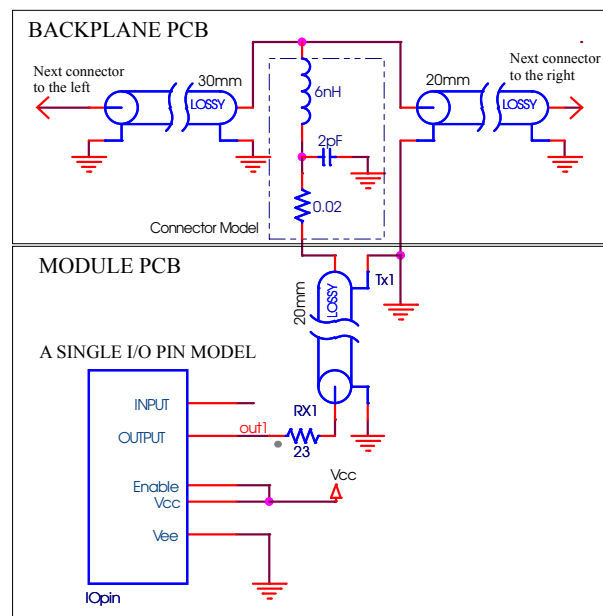 BACKPLANE PCB
Next connector
to the left
30mm
LOSSY
6nH
20mm
LOSSY
Next connector
to the right
2pF
0.02
Connector Model
MODULE PCB
LOSSY
20mm
Tx1
A SINGLE I/O PIN MODEL
INPUT
OUTPUT
out1
RX1
23
Enable
Vcc
Vcc
Vee
IOpin